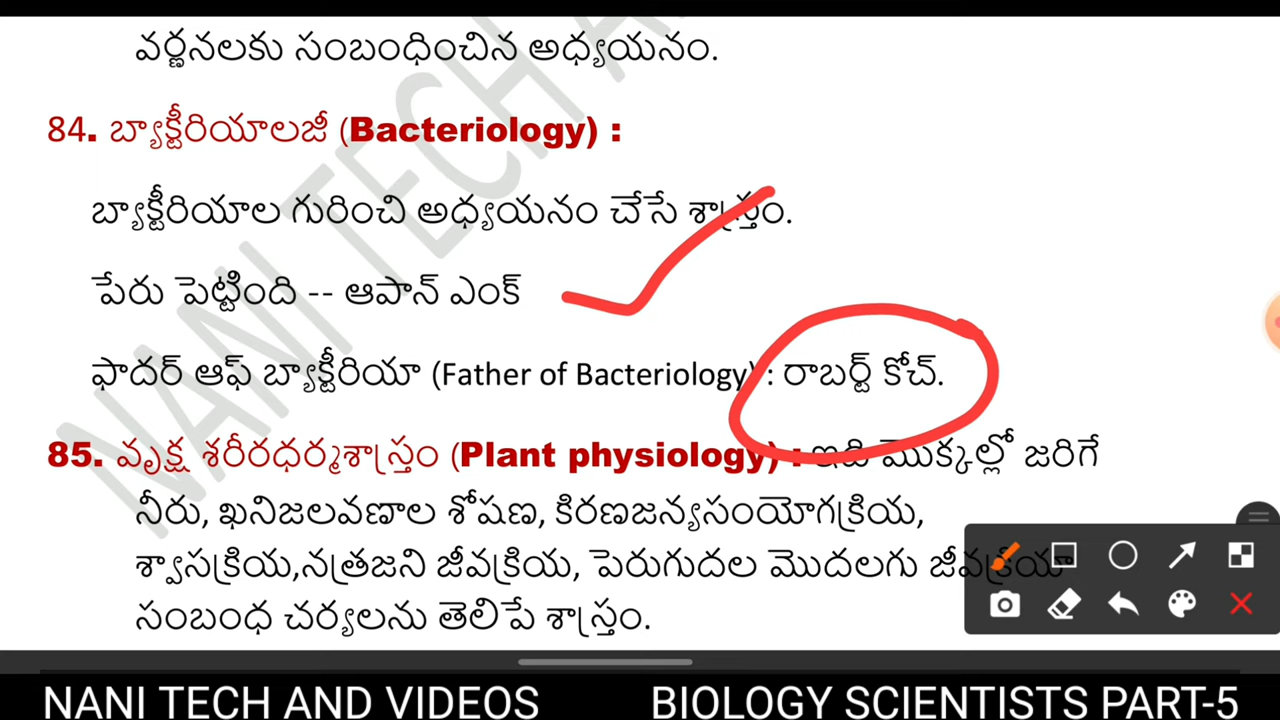 వర్ణనలకు సంబంధించిన అధ్యయనం.
84. బ్యాక్టీరియాలజీ (Bacteriology) :
బ్యాక్టీరియాల గురించి అధ్యయనం చేసే శాస్త్రం.
పేరు పెట్టింది -- ఆపాన్ ఎంక్
ఫాదర్ ఆఫ్ బ్యాక్టీరియా (Father of Bacteriology) : రాబర్ట్ కోచ్.
85. వృక్ష శరీరధర్మశాస్త్రం (Plant physiology) : ఇది మొక్కల్లో జరిగే
నీరు, ఖనిజలవణాల శోషణ, కిరణజన్యసంయోగక్రియ,
శ్వాసక్రియ,నత్రజని జీవక్రియ, పెరుగుదల మొదలగు జీవక్రియా
సంబంధ చర్యలను తెలిపే శాస్త్రం.
NANI TECH AND VIDEOS BIOLOGY SCIENTISTS PART-5
NANI TECH A